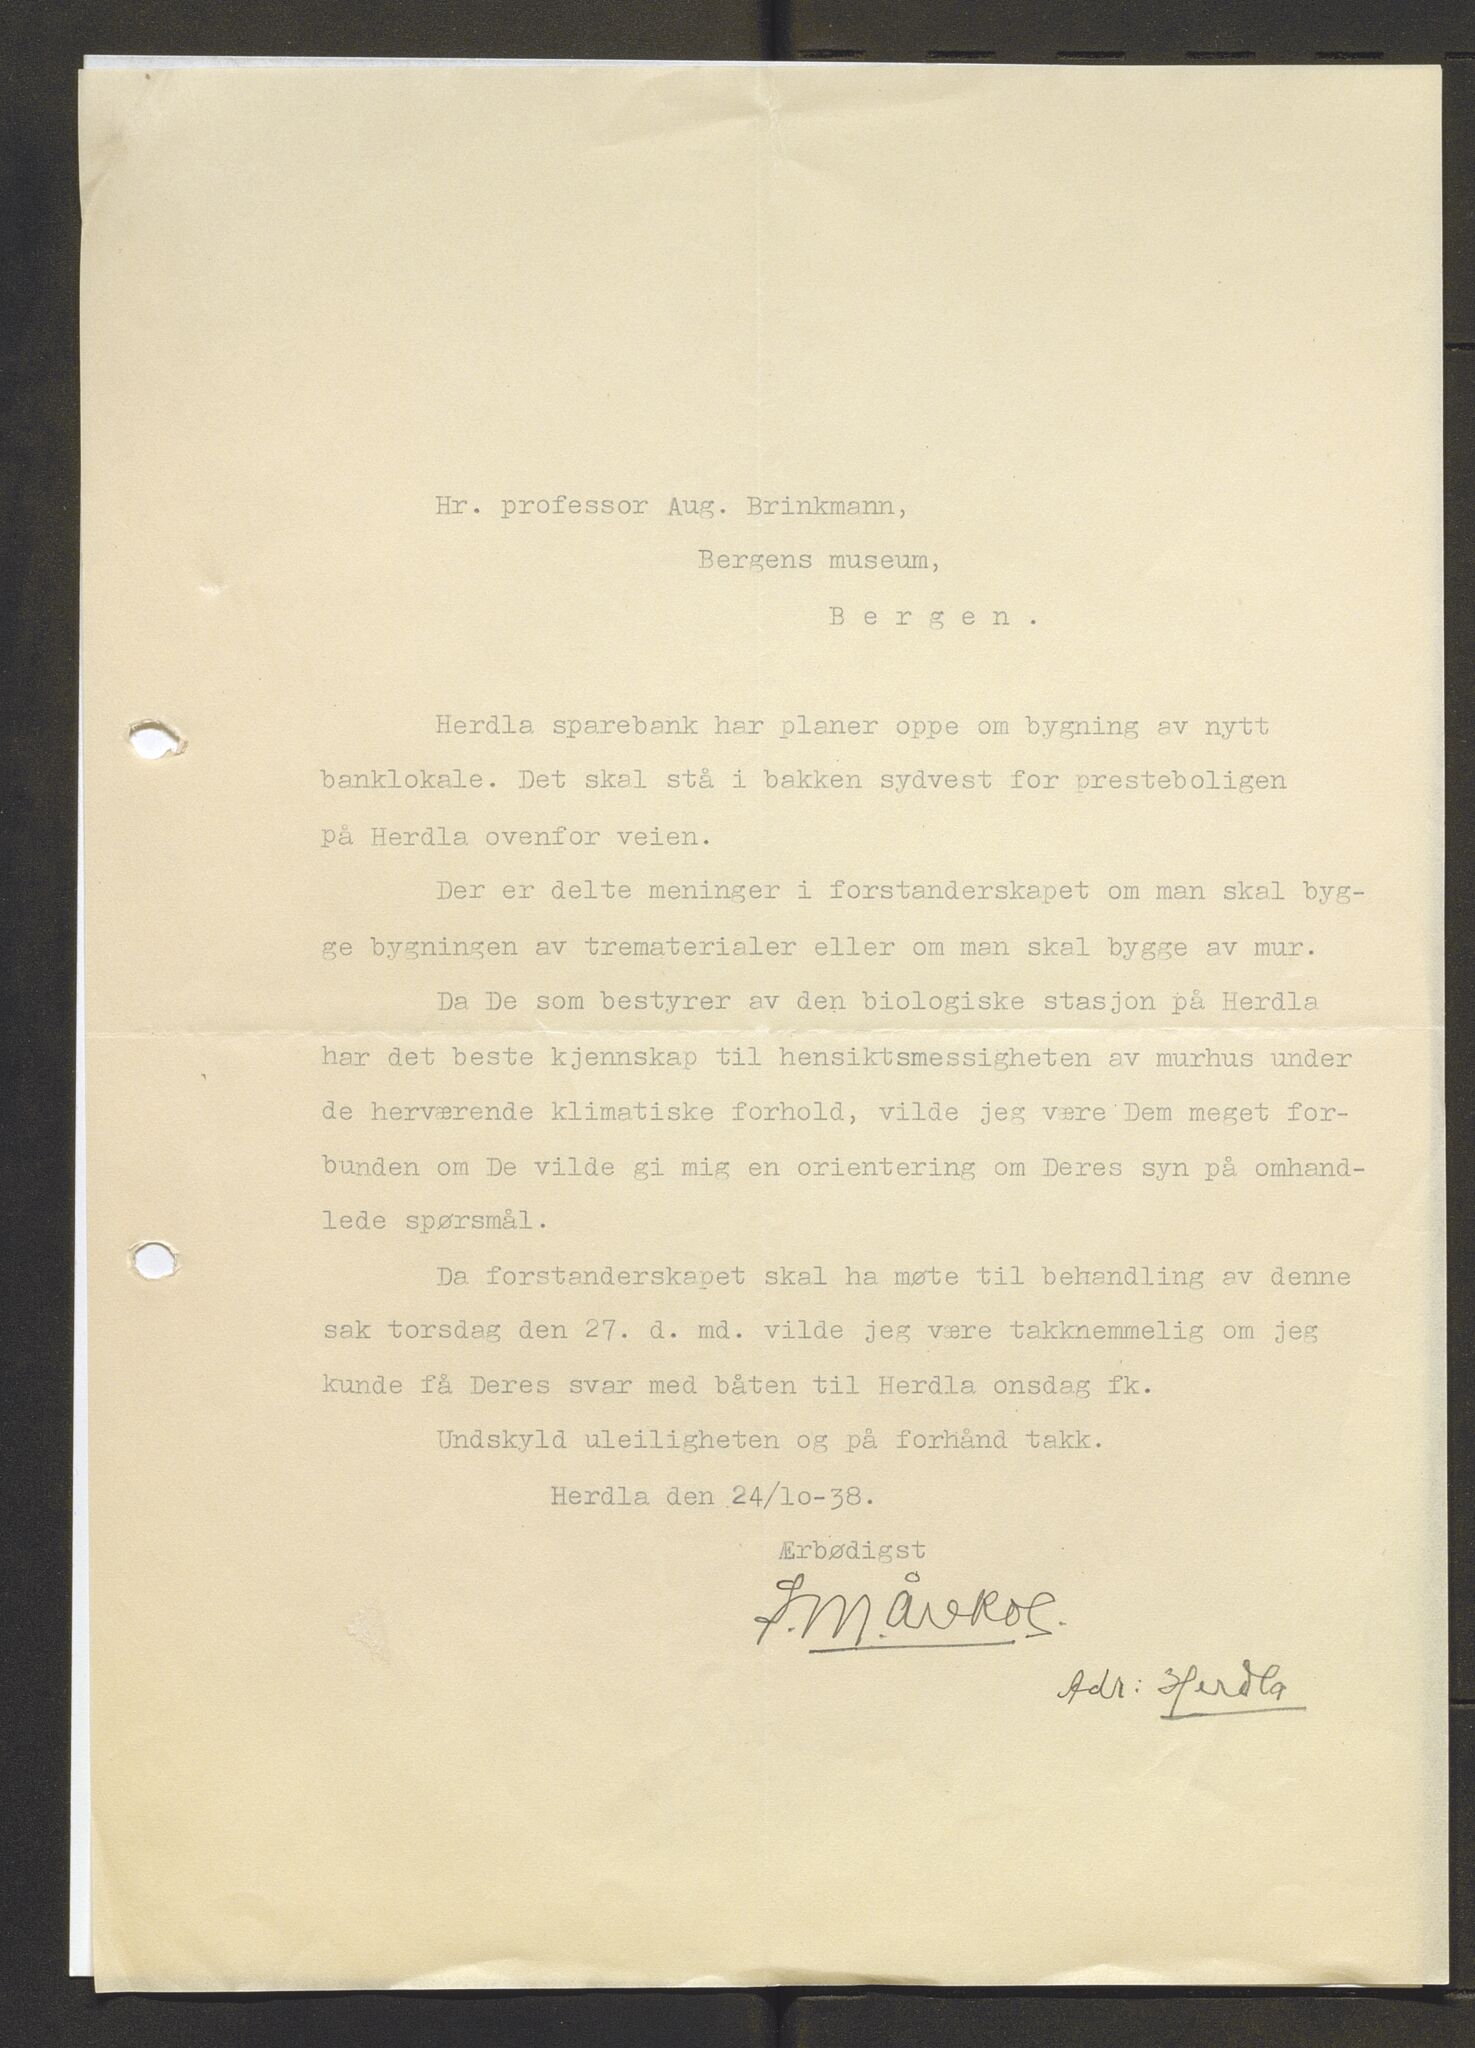 Hr. professor Aug. Brinkmann,
Bergens museum,
B e r g e n .
Herdla sparebank har planer oppe om bygning av nytt
banklokale. Det skal stå i bakken sydvest for presteboligen
på Herdla ovenfor veien.
Der er delte meninger i forstanderskapet om man skal byg-
ge bygningen av trematerialer eller om man skal bygge av mur.
Da De som bestyrer av den biologiske stasjon på Herdla
har det beste kjennskap til hensiktsmessigheten av murhus under
de herværende klimatiske forhold, vilde jeg være Dem meget for-
bunden om De vilde gi mig en orientering om Deres syn på omhand-
lede spørsmål.
Da forstanderskapet skal ha møte til behandling av denne
sak torsdag den 27. d. md. vilde jeg være takknemmelig om jeg
kunde få Deres svar med båten til Herdla onsdag fk.
Undskyld uleiligheten og på forhånd takk.
Herdla den 24/lo-38.
Ærbødigst
M.
Adr: Herdla